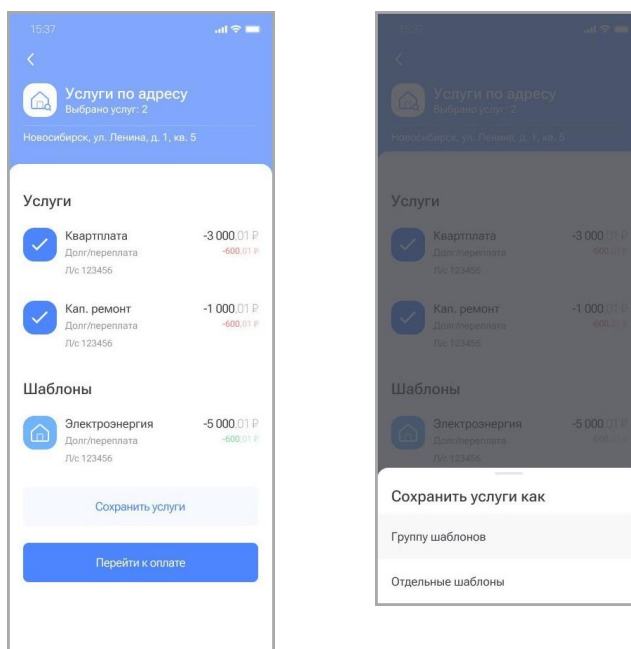 15:37
Услуги по адресу
Выбрано услуг: 2
Новосибирск, ул. Ленина, д. 1, кв. 5
Услуги
Квартплата -3 000,01 ₽
Долг/переплата -600,01 ₽
Л/с 123456
Кап. ремонт -1 000,01 ₽
Долг/переплата -600,01 ₽
Л/с 123456
Шаблоны
Электроэнергия -5 000,01 ₽
Долг/переплата -600,01 ₽
Л/с 123456
Сохранить услуги
Перейти к оплате
15:37
Услуги по адресу
Выбрано услуг: 2
Новосибирск, ул. Ленина, д. 1, кв. 5
Услуги
Квартплата -3 000,01 ₽
Долг/переплата -600,01 ₽
Л/с 123456
Кап. ремонт -1 000,01 ₽
Долг/переплата -600,01 ₽
Л/с 123456
Шаблоны
Электроэнергия -5 000,01 ₽
Долг/переплата -600,01 ₽
Л/с 123456
Сохранить услуги как
Группу шаблонов
Отдельные шаблоны